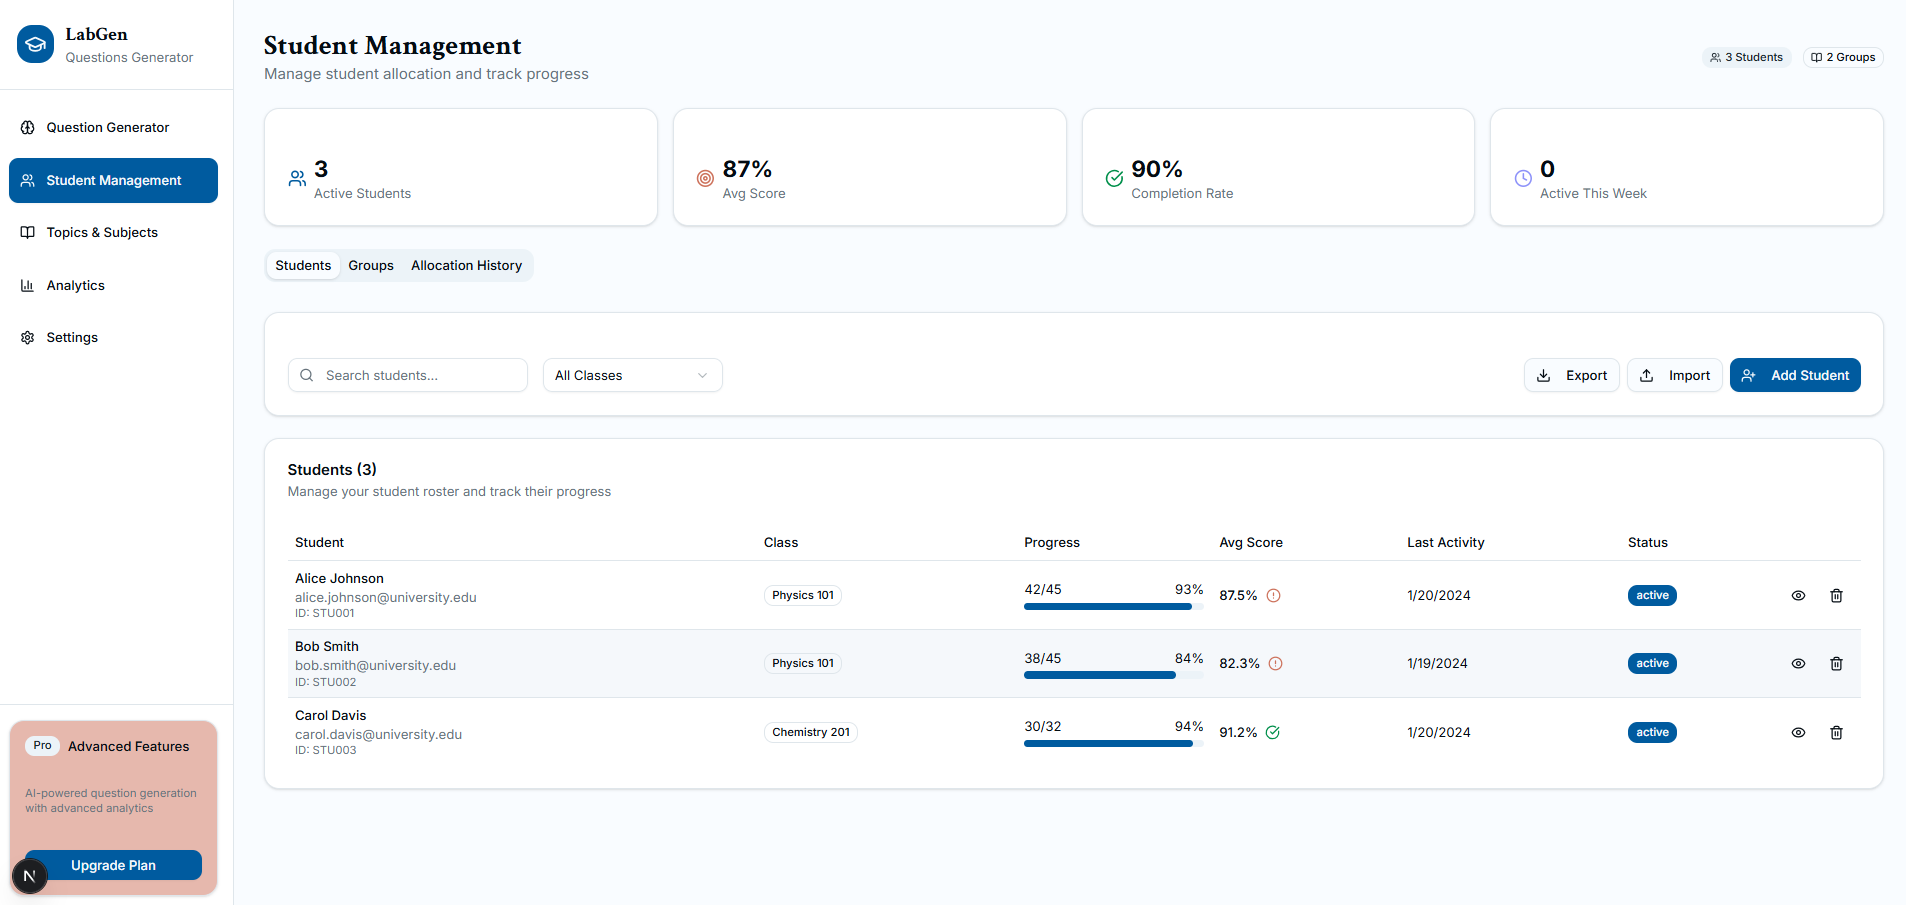 LabGen
Questions Generator
Question Generator
Student Management
Topics & Subjects
Analytics
Settings
Pro Advanced Features
AI-powered question generation
with advanced analytics
Upgrade Plan
N
Student Management
Manage student allocation and track progress
3 Students 2 Groups
3
Active Students
87%
Avg Score
90%
Completion Rate
0
Active This Week
Students Groups Allocation History
Search students... All Classes Export Import Add Student
Students (3)
Manage your student roster and track their progress
Student Class Progress Avg Score Last Activity Status
Alice Johnson
alice.johnson@university.edu
ID: STU001
Physics 101 42/45 93% 87.5% 1/20/2024 active
Bob Smith
bob.smith@university.edu
ID: STU002
Physics 101 38/45 84% 82.3% 1/19/2024 active
Carol Davis
carol.davis@university.edu
ID: STU003
Chemistry 201 30/32 94% 91.2% 1/20/2024 active